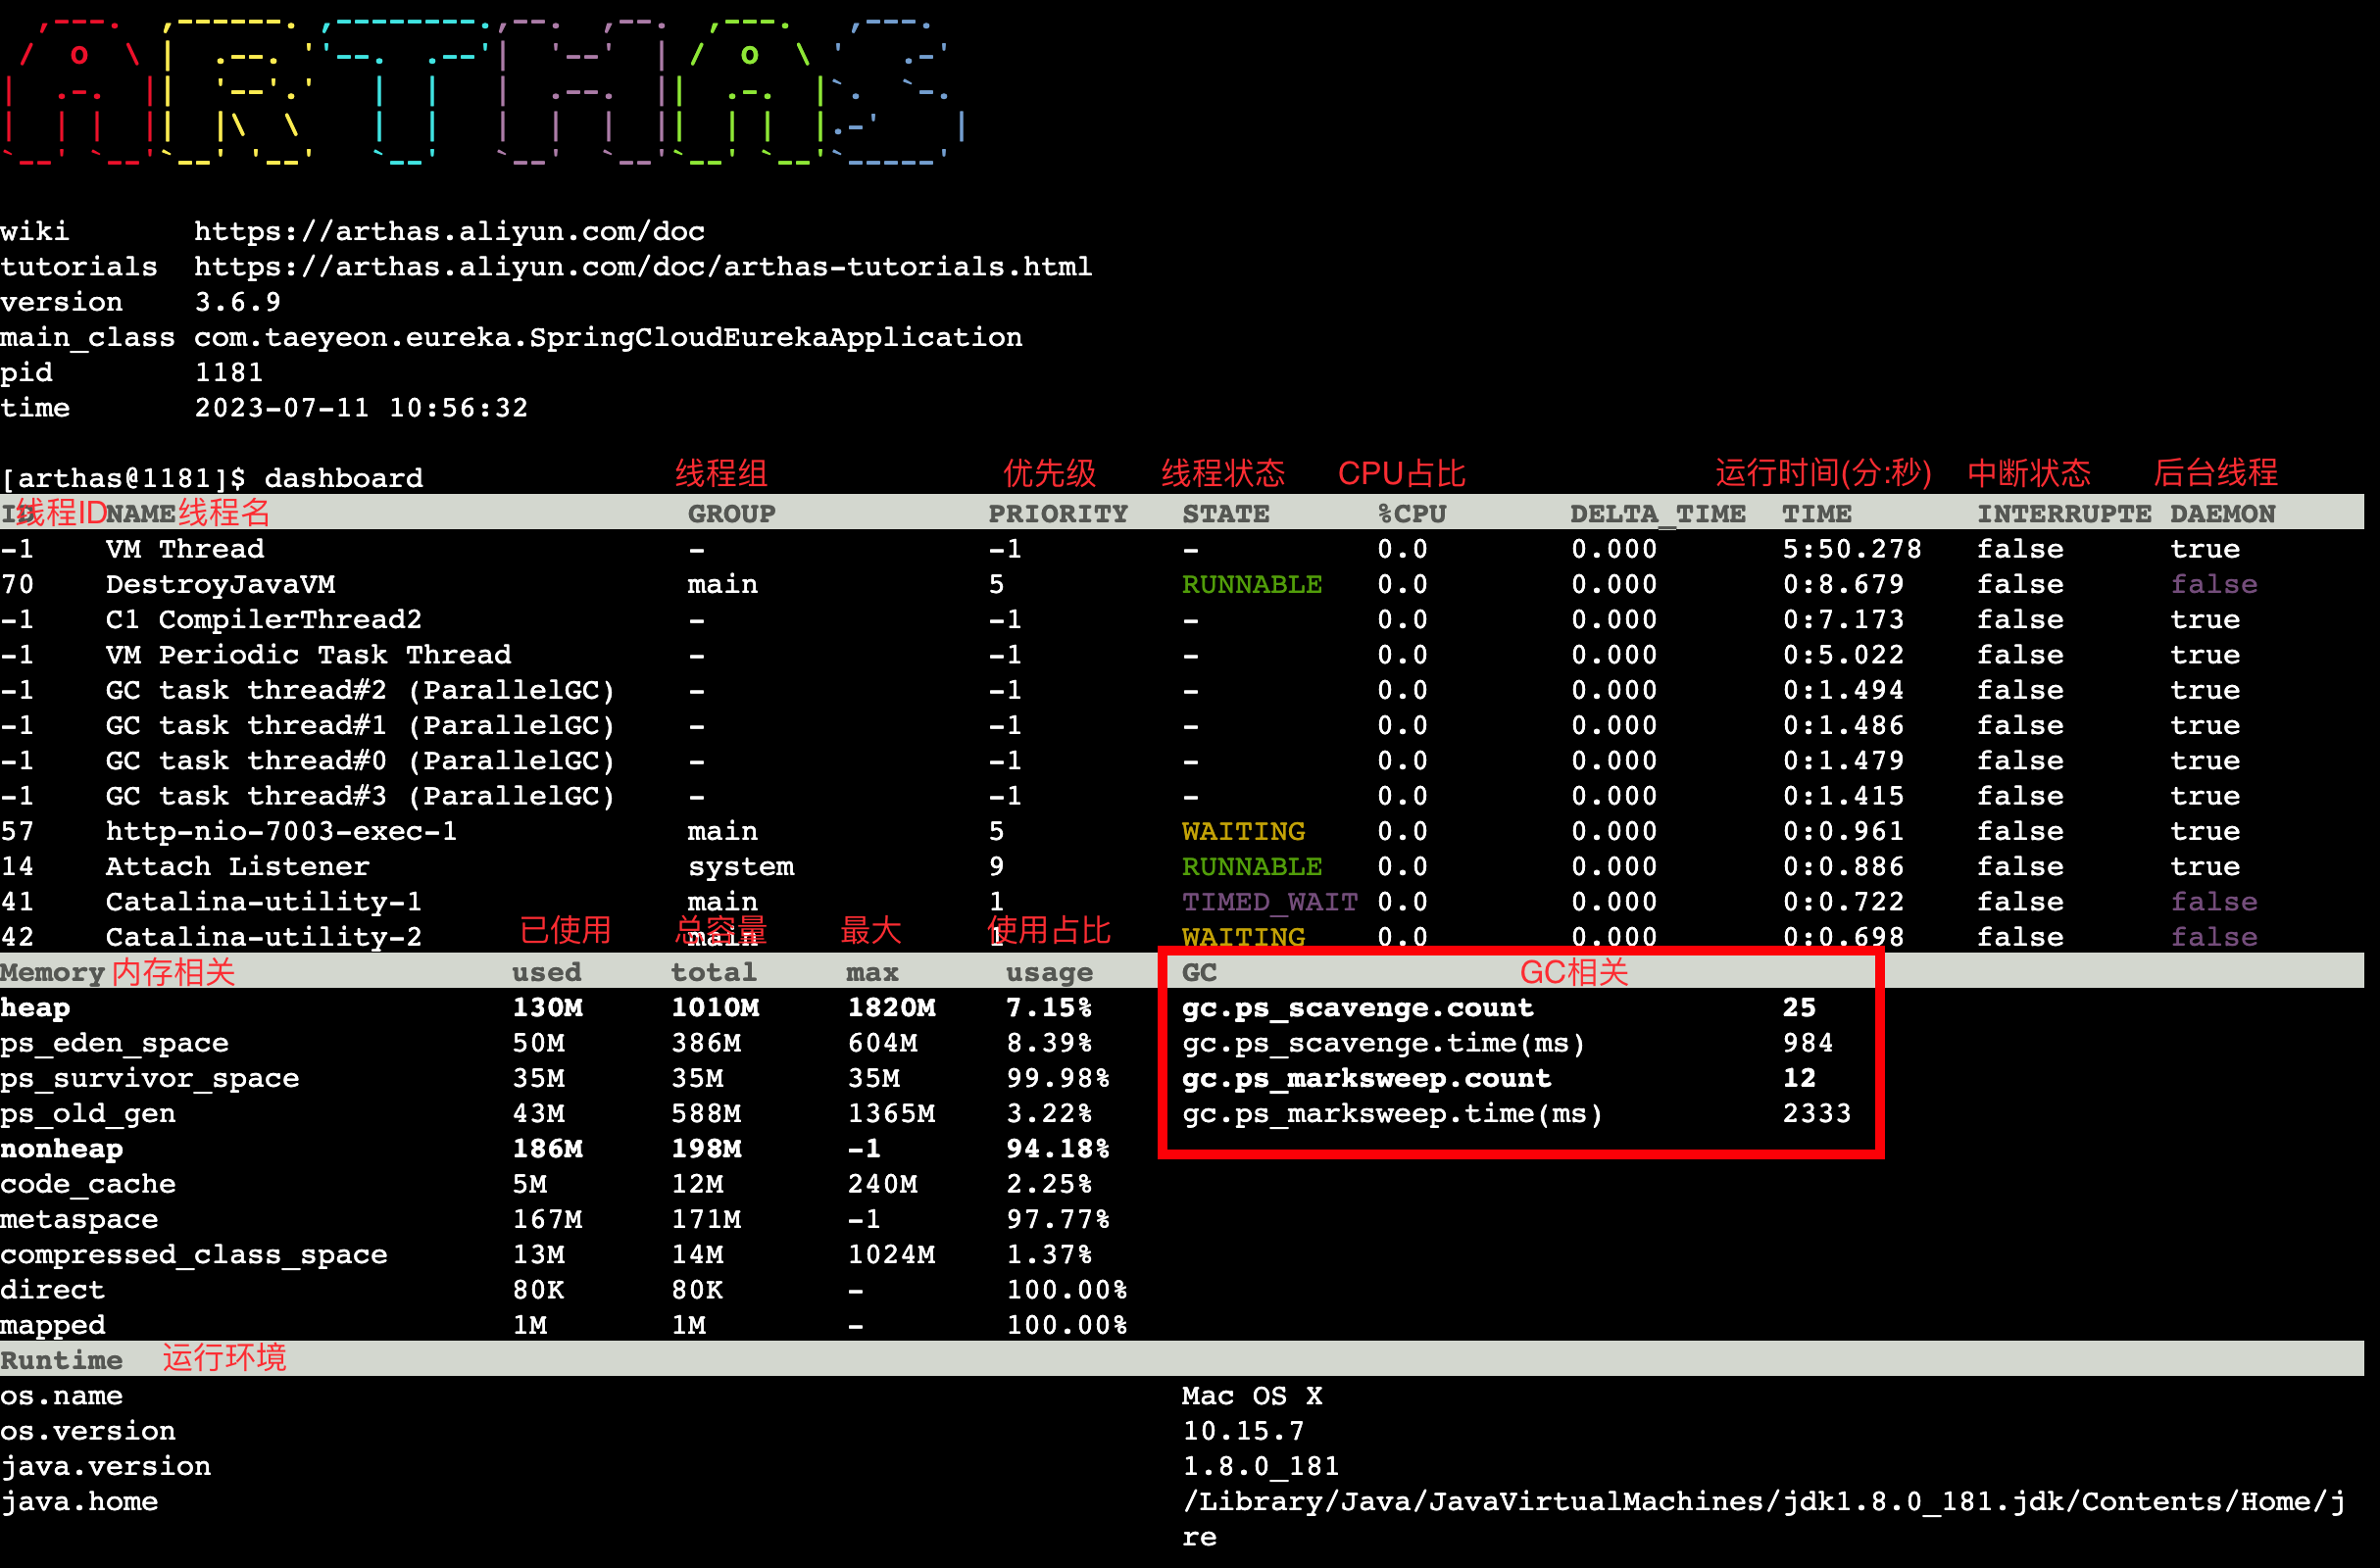 ARTHAS
wiki https://arthas.aliyun.com/doc
tutorials https://arthas.aliyun.com/doc/arthas-tutorials.html
version 3.6.9
main_class com.taeyeon.eureka.SpringCloudEurekaApplication
pid 1181
time 2023-07-11 10:56:32
线程组 优先级 线程状态 CPU占比 运行时间(分:秒) 中断状态 后台线程
[arthas@1181]$ dashboard
线程ID 线程名
ID NAME GROUP PRIORITY STATE %CPU DELTA_TIME TIME INTERRUPTE DAEMON
-1 VM Thread - -1 - 0.0 0.000 5:50.278 false true
70 DestroyJavaVM main 5 RUNNABLE 0.0 0.000 0:8.679 false false
-1 C1 CompilerThread2 - -1 - 0.0 0.000 0:7.173 false true
-1 VM Periodic Task Thread - -1 - 0.0 0.000 0:5.022 false true
-1 GC task thread#2 (ParallelGC) - -1 - 0.0 0.000 0:1.494 false true
-1 GC task thread#1 (ParallelGC) - -1 - 0.0 0.000 0:1.486 false true
-1 GC task thread#0 (ParallelGC) - -1 - 0.0 0.000 0:1.479 false true
-1 GC task thread#3 (ParallelGC) - -1 - 0.0 0.000 0:1.415 false true
57 http-nio-7003-exec-1 main 5 WAITING 0.0 0.000 0:0.961 false true
14 Attach Listener system 9 RUNNABLE 0.0 0.000 0:0.886 false true
41 Catalina-utility-1 main 1 TIMED_WAIT 0.0 0.000 0:0.722 false false
已使用 总容量 最大 使用占比
42 Catalina-utility-2 main 1 WAITING 0.0 0.000 0:0.698 false false
Memory 内存相关 used total max usage GC GC相关
heap 130M 1010M 1820M 7.15% gc.ps_scavenge.count 25
ps_eden_space 50M 386M 604M 8.39% gc.ps_scavenge.time(ms) 984
ps_survivor_space 35M 35M 35M 99.98% gc.ps_marksweep.count 12
ps_old_gen 43M 588M 1365M 3.22% gc.ps_marksweep.time(ms) 2333
nonheap 186M 198M -1 94.18%
code_cache 5M 12M 240M 2.25%
metaspace 167M 171M -1 97.77%
compressed_class_space 13M 14M 1024M 1.37%
direct 80K 80K - 100.00%
mapped 1M 1M - 100.00%
Runtime 运行环境
os.name Mac OS X
os.version 10.15.7
java.version 1.8.0_181
java.home /Library/Java/JavaVirtualMachines/jdk1.8.0_181.jdk/Contents/Home/j
re